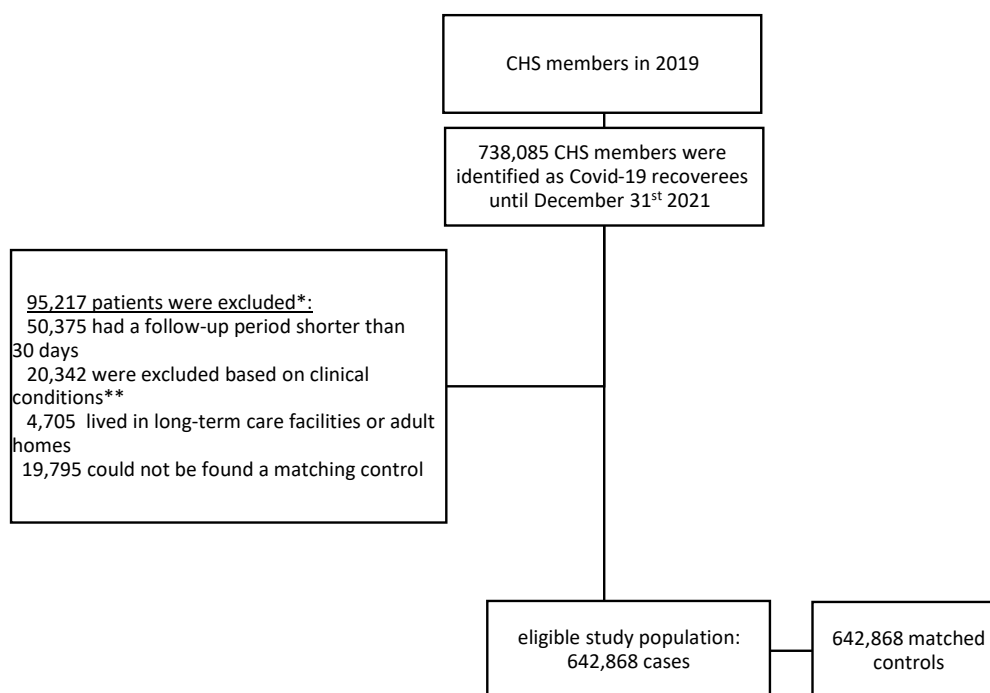 CHS members in 2019
738,085 CHS members were
identified as Covid-19 recoverees
until December 31st 2021
95,217 patients were excluded*:
50,375 had a follow-up period shorter than
30 days
20,342 were excluded based on clinical
conditions**
4,705 lived in long-term care facilities or adult
homes
19,795 could not be found a matching control
eligible study population:
642,868 cases
642,868 matched
controls